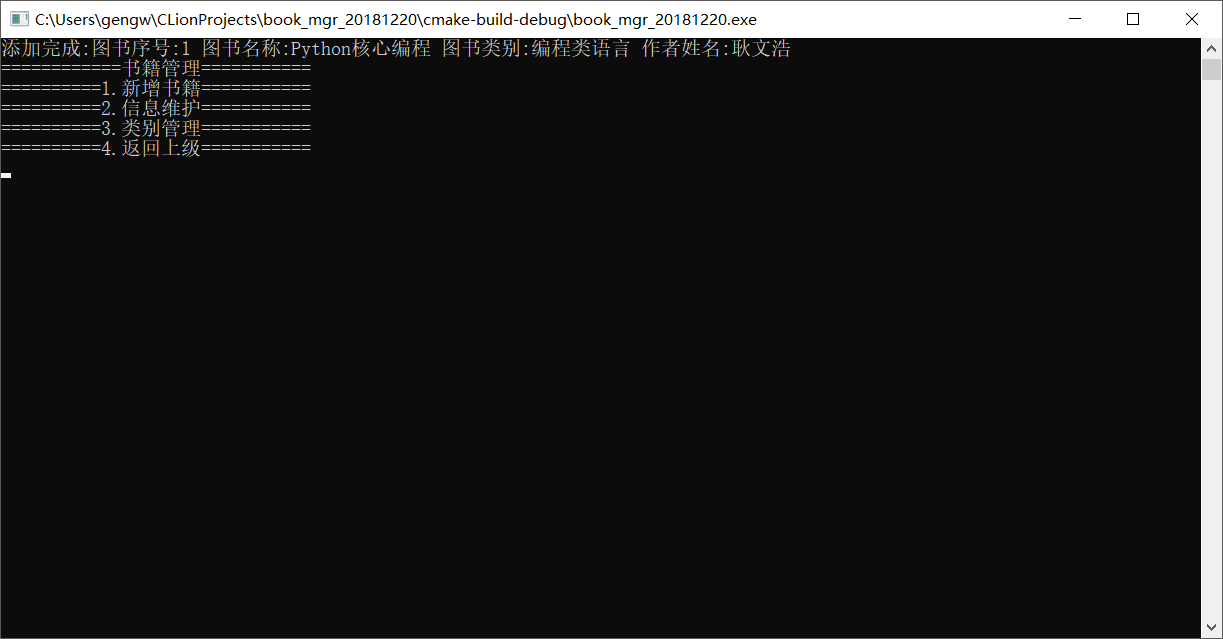 C:\Users\gengw\CLionProjects\book_mgr_20181220\cmake-build-debug\book_mgr_20181220.exe
添加完成:图书序号:1 图书名称:Python核心编程 图书类别:编程类语言 作者姓名:耿文浩
============书籍管理===========
==========1.新增书籍===========
==========2.信息维护===========
==========3.类别管理===========
==========4.返回上级===========